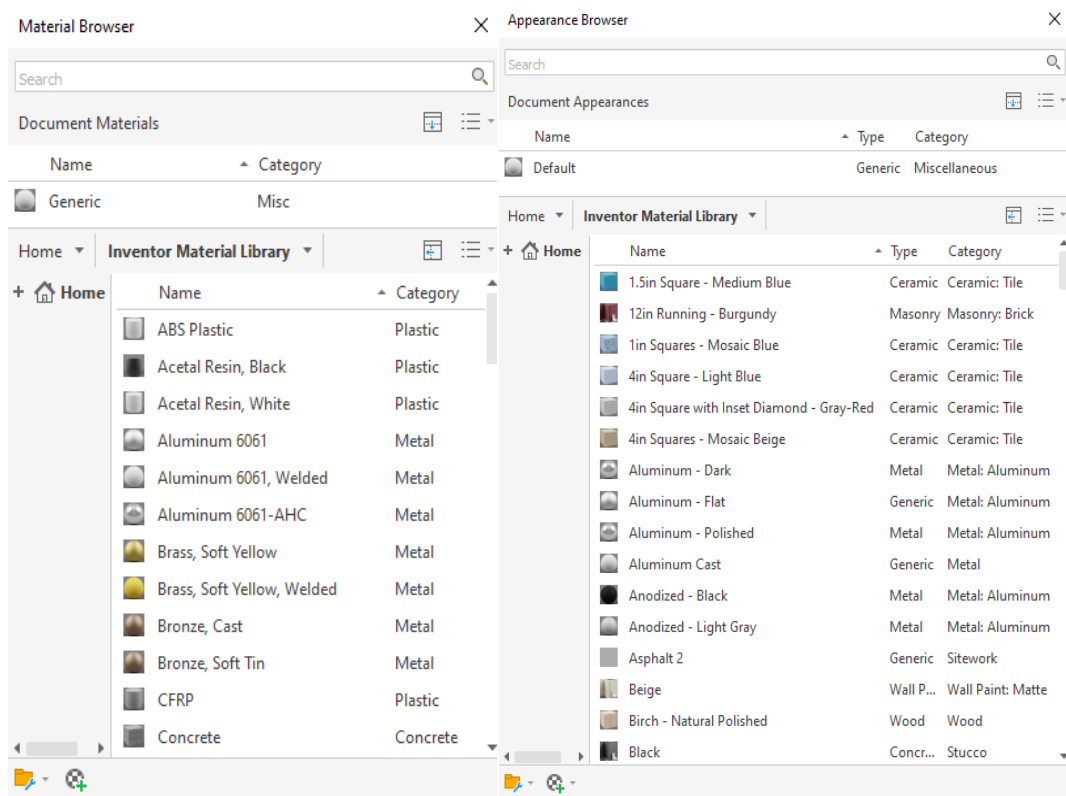 Material Browser
Search
Document Materials
Name Category
Generic Misc
Home Inventor Material Library
Home Name Category
ABS Plastic Plastic
Acetal Resin, Black Plastic
Acetal Resin, White Plastic
Aluminum 6061 Metal
Aluminum 6061, Welded Metal
Aluminum 6061-AHC Metal
Brass, Soft Yellow Metal
Brass, Soft Yellow, Welded Metal
Bronze, Cast Metal
Bronze, Soft Tin Metal
CFRP Plastic
Concrete Concrete
Appearance Browser
Search
Document Appearances
Name Type Category
Default Generic Miscellaneous
Home Inventor Material Library
Home Name Type Category
1.5in Square - Medium Blue Ceramic Ceramic: Tile
12in Running - Burgundy Masonry Masonry: Brick
1in Squares - Mosaic Blue Ceramic Ceramic: Tile
4in Square - Light Blue Ceramic Ceramic: Tile
4in Square with Inset Diamond - Gray-Red Ceramic Ceramic: Tile
4in Squares - Mosaic Beige Ceramic Ceramic: Tile
Aluminum - Dark Metal Metal: Aluminum
Aluminum - Flat Generic Metal: Aluminum
Aluminum - Polished Metal Metal: Aluminum
Aluminum Cast Generic Metal
Anodized - Black Metal Metal: Aluminum
Anodized - Light Gray Metal Metal: Aluminum
Asphalt 2 Generic Sitework
Beige Wall P... Wall Paint: Matte
Birch - Natural Polished Wood Wood
Black Concr... Stucco